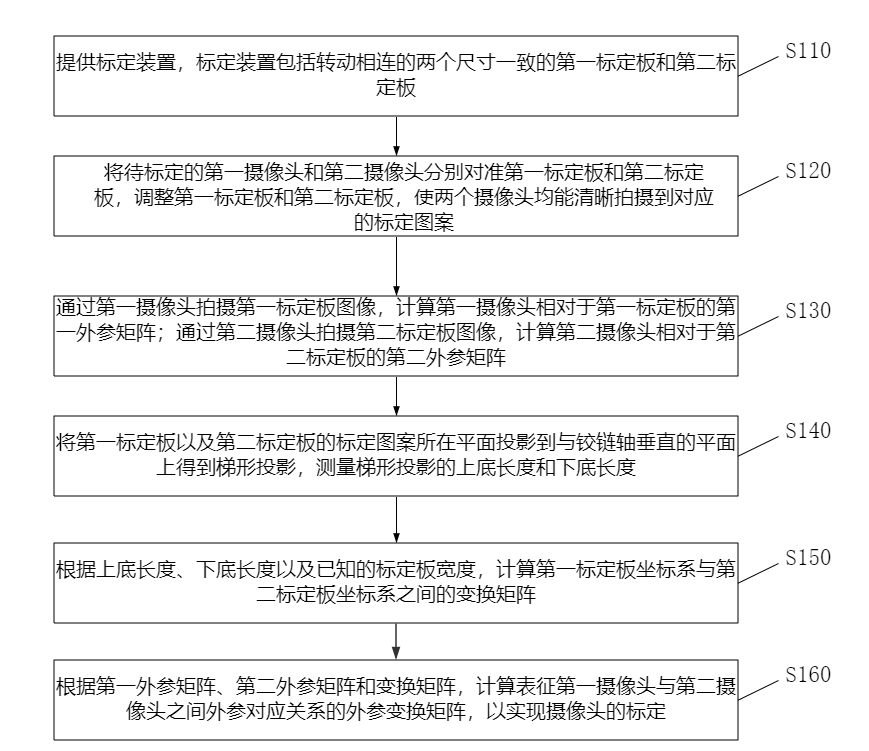 提供标定装置，标定装置包括转动相连的两个尺寸一致的第一标定板和第二标
定板
S110
将待标定的第一摄像头和第二摄像头分别对准第一标定板和第二标定
板，调整第一标定板和第二标定板，使两个摄像头均能清晰拍摄到对应
的标定图案
S120
通过第一摄像头拍摄第一标定板图像，计算第一摄像头相对于第一标定板的第
一外参矩阵；通过第二摄像头拍摄第二标定板图像，计算第二摄像头相对于第
二标定板的第二外参矩阵
S130
将第一标定板以及第二标定板的标定图案所在平面投影到与铰链轴垂直的平面
上得到梯形投影，测量梯形投影的上底长度和下底长度
S140
根据上底长度、下底长度以及已知的标定板宽度，计算第一标定板坐标系与第
二标定板坐标系之间的变换矩阵
S150
根据第一外参矩阵、第二外参矩阵和变换矩阵，计算表征第一摄像头与第二摄
像头之间外参对应关系的外参变换矩阵，以实现摄像头的标定
S160